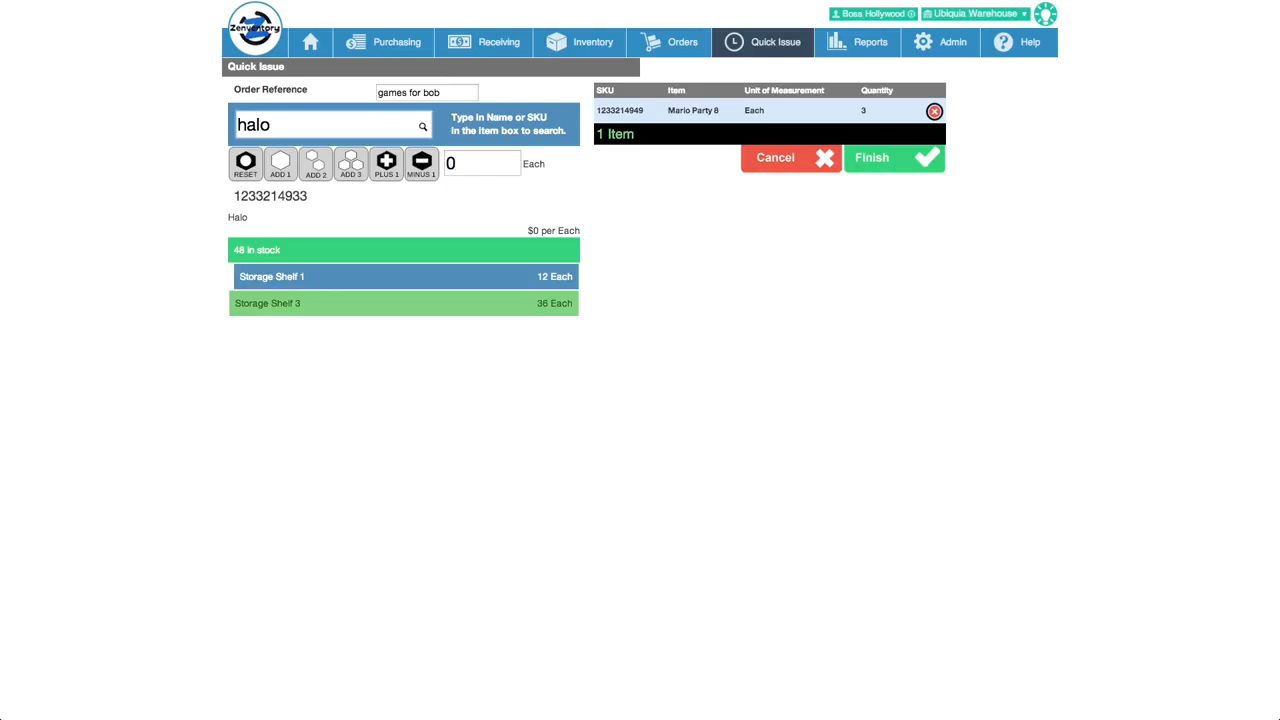 Boss Hollywood
Ubiquia Warehouse
Zenventory
Purchasing
Receiving
Inventory
Orders
Quick Issue
Reports
Admin
Help
Quick Issue
Order Reference
games for bob
halo
Type in Name or SKU
in the item box to search.
RESET
ADD 1
ADD 2
ADD 3
PLUS 1
MINUS 1
0
Each
1233214933
Halo
$0 per Each
48 in stock
Storage Shelf 1 12 Each
Storage Shelf 3 36 Each
SKU Item Unit of Measurement Quantity
1233214949 Mario Party 8 Each 3
1 Item
Cancel
Finish